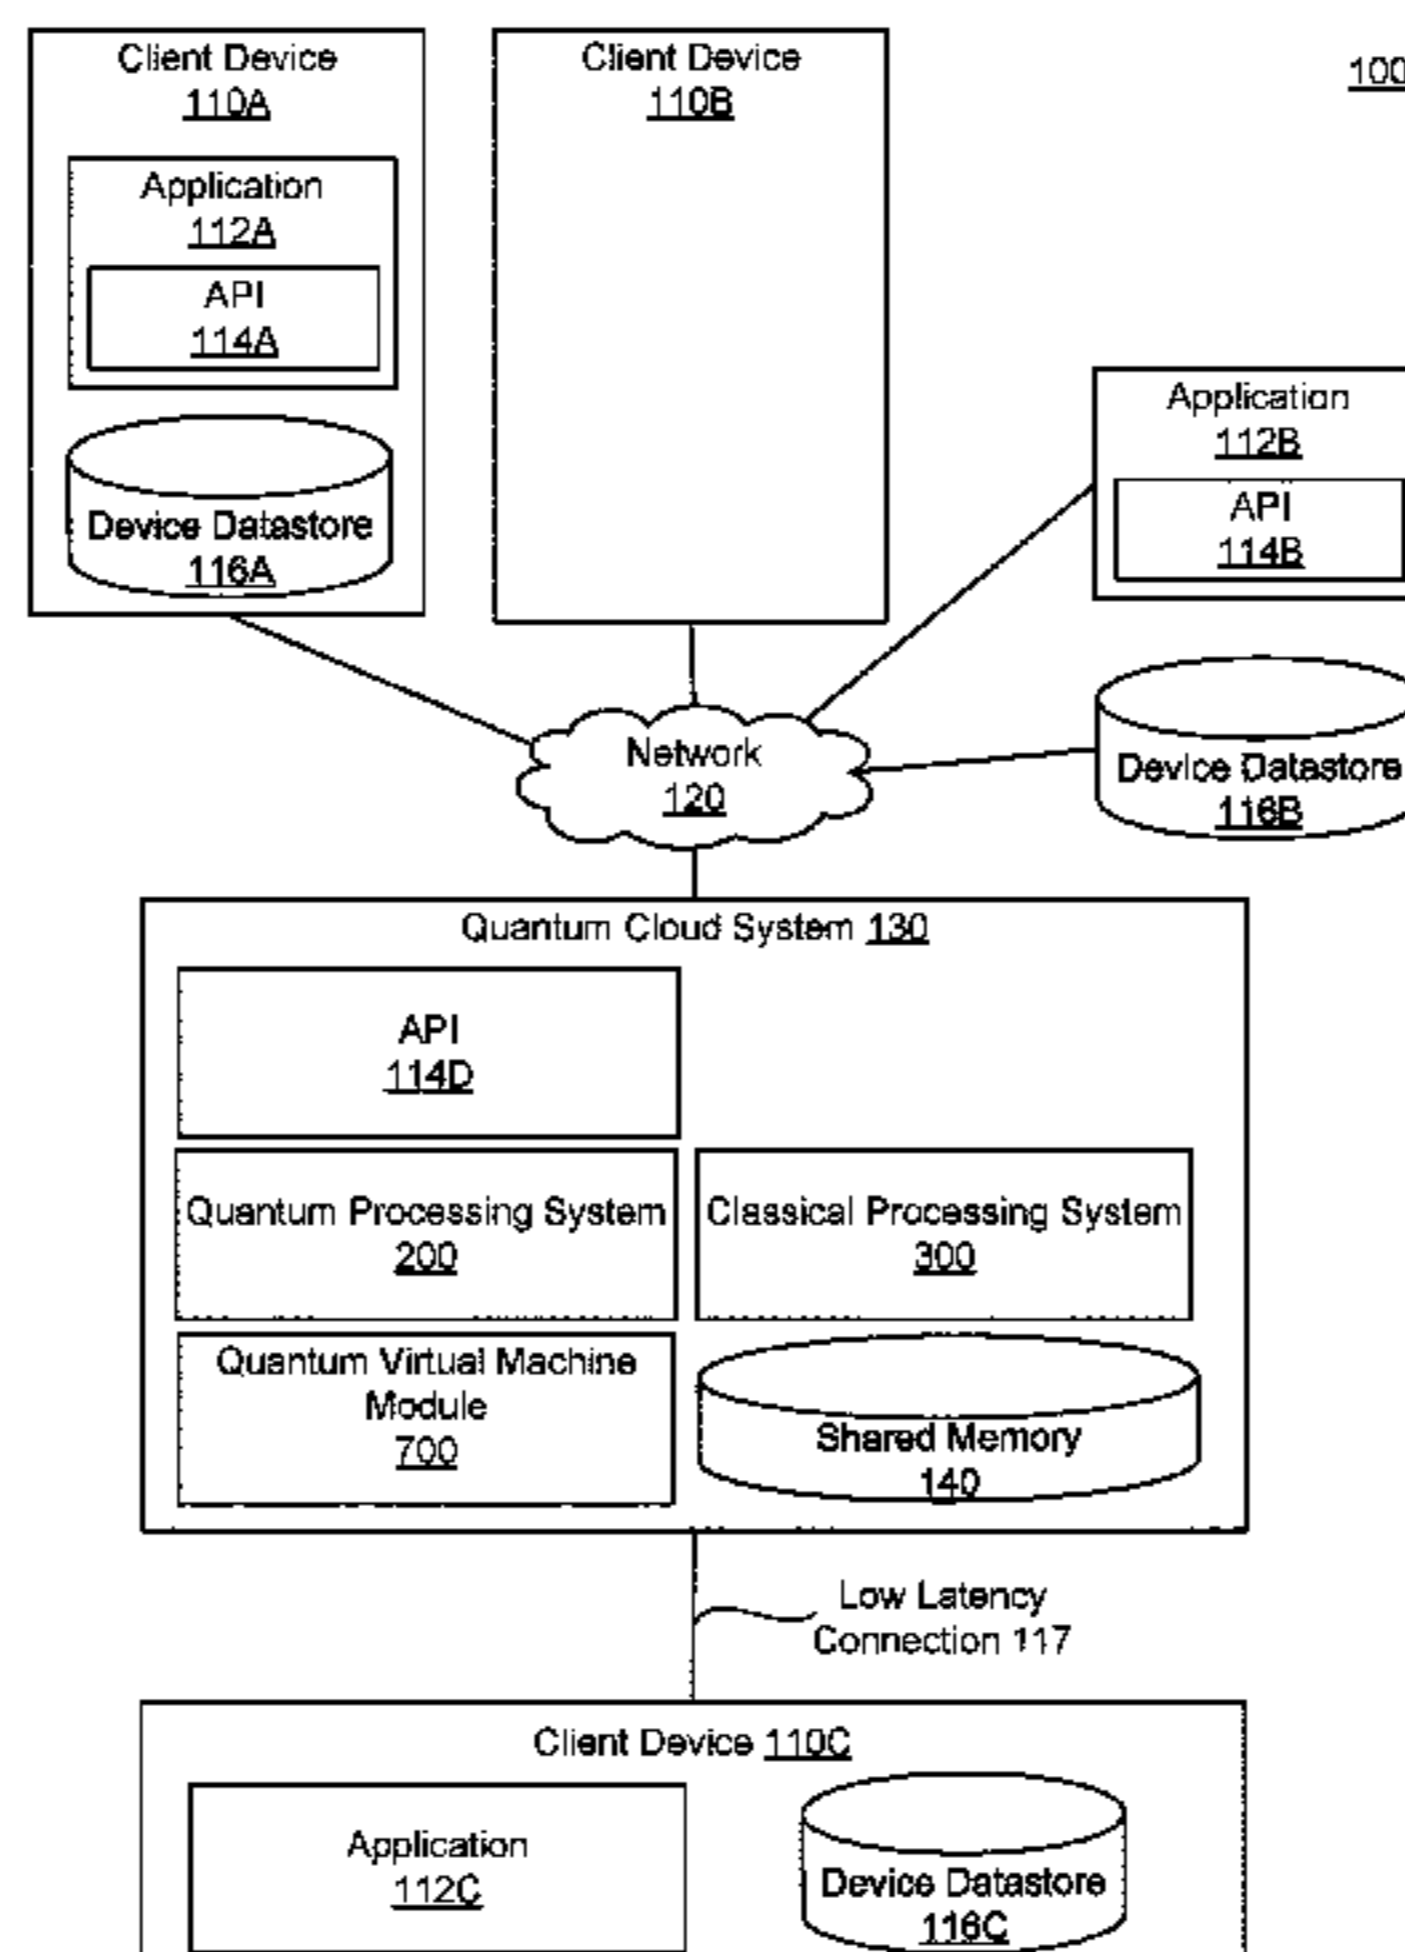 Client Device
110A
Application
112A
API
114A
Device Datastore
116A
Client Device
110B
100
Application
112B
API
114B
Device Datastore
116B
Network
120
Quantum Cloud System 130
API
114D
Quantum Processing System
200
Classical Processing System
300
Quantum Virtual Machine
Module
700
Shared Memory
140
Low Latency
Connection 117
Client Device 110C
Application
112C
Device Datastore
116C